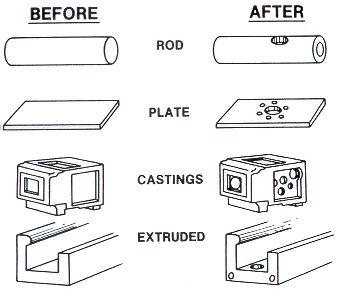 BEFORE AFTER
ROD
PLATE
CASTINGS
EXTRUDED